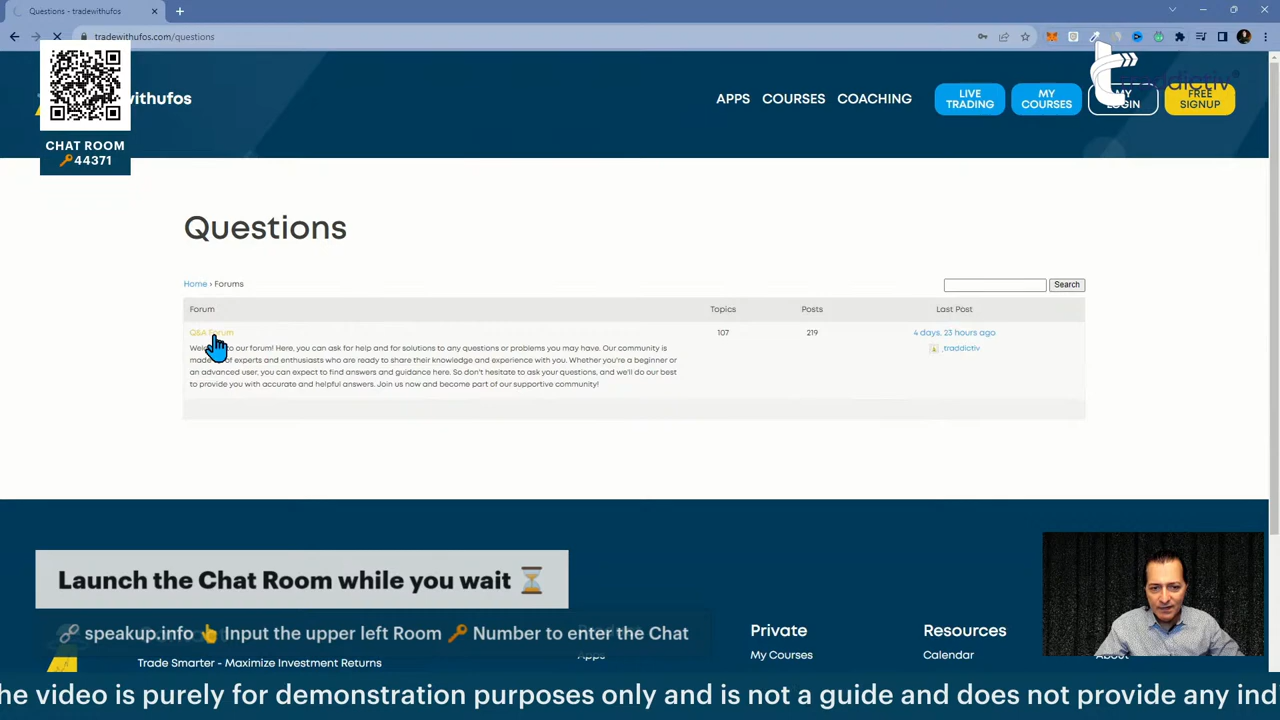 Questions - tradewithufos
tradewithufos.com/questions
withufos
APPS
COURSES
COACHING
LIVE
TRADING
MY
COURSES
MY
LOGIN
FREE
SIGNUP
CHAT ROOM
🔑44371
Questions
Home › Forums
Search
Forum
Topics
Posts
Last Post
Q&A Forum
107
219
4 days, 23 hours ago
_traddictiv
to our forum! Here, you can ask for help and for solutions to any questions or problems you may have. Our community is
of experts and enthusiasts who are ready to share their knowledge and experience with you. Whether you're a beginner or
an advanced user, you can expect to find answers and guidance here. So don't hesitate to ask your questions, and we'll do our best
to provide you with accurate and helpful answers. Join us now and become part of our supportive community!
Launch the Chat Room while you wait ⏳
🔗 speakup.info 👆 Input the upper left Room 🔑 Number to enter the Chat
Private
Resources
Apps
My Courses
Calendar
About
Trade Smarter - Maximize Investment Returns
he video is purely for demonstration purposes only and is not a guide and does not provide any ind